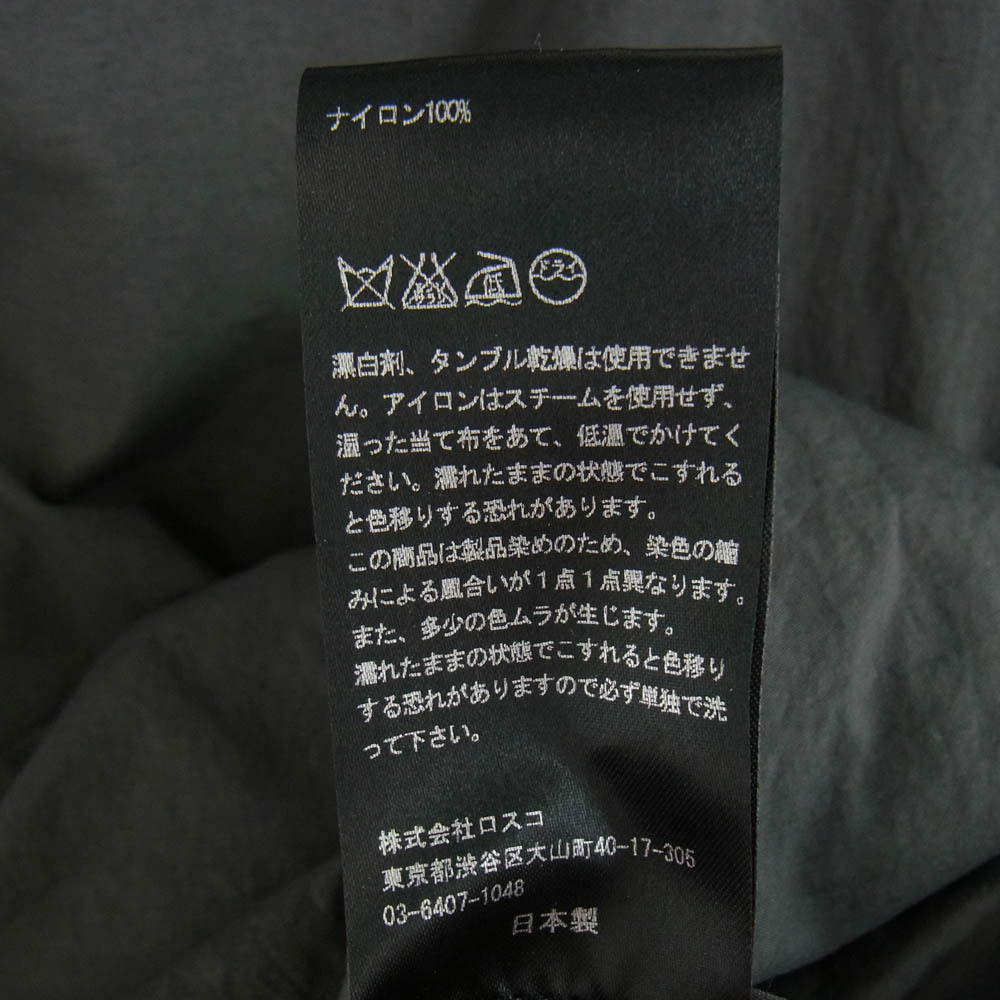 ナイロン100%
エンソサラシ
低
ドライ
漂白剤、タンブル乾燥は使用できませ
ん。アイロンはスチームを使用せず、
湿った当て布をあて、低温でかけてく
ださい。濡れたままの状態でこすれる
と色移りする恐れがあります。
この商品は製品染めのため、染色の縮
みによる風合いが1点1点異なります。
また、多少の色ムラが生じます。
濡れたままの状態でこすれると色移り
する恐れがありますので必ず単独で洗
って下さい。
株式会社ロスコ
東京都渋谷区大山町40-17-305
03-6407-1048
日本製